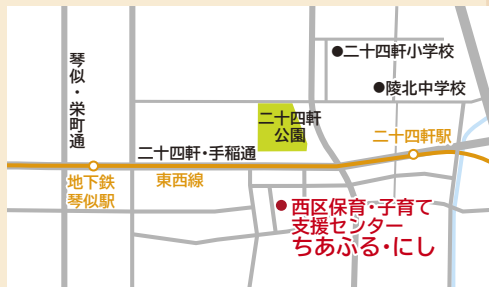 ●二十四軒小学校
●陵北中学校
琴似・栄町通
二十四軒
公園
二十四軒駅
二十四軒・手稲通
地下鉄
琴似駅
東西線
●西区保育・子育て
支援センター
ちあふる・にし